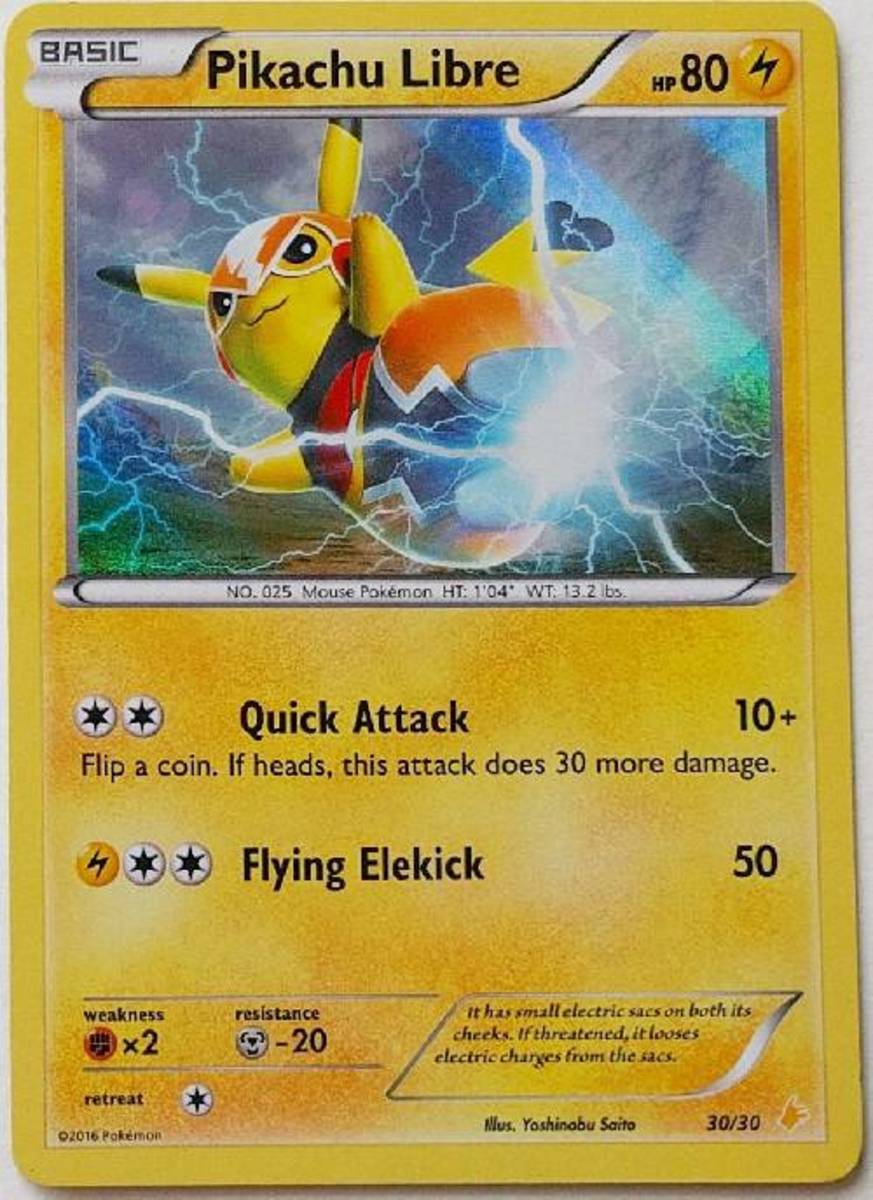 BASIC
Pikachu Libre
HP80
NO. 025 Mouse Pokémon HT: 1'04" WT: 13.2 lbs.
Quick Attack 10+
Flip a coin. If heads, this attack does 30 more damage.
Flying Elekick 50
weakness resistance
×2 -20
It has small electric sacs on both its
cheeks. If threatened, it looses
electric charges from the sacs.
retreat
©2016 Pokémon
Illus. Yoshinobu Saito 30/30